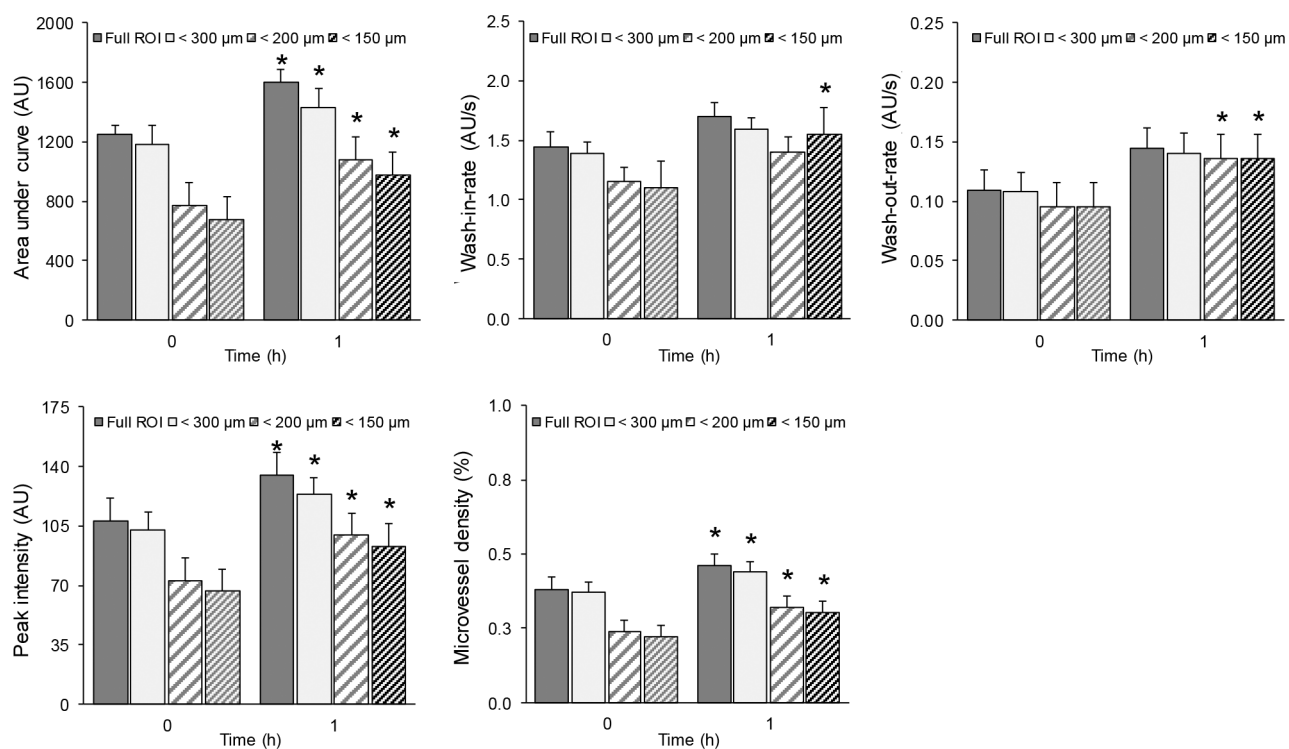 Area under curve (AU)
2000
1600
1200
800
400
0
Full ROI < 300 µm < 200 µm < 150 µm
* * * *
0 1
Time (h)
Wash-in-rate (AU/s)
2.5
2.0
1.5
1.0
0.5
0.0
Full ROI < 300 µm < 200 µm < 150 µm
*
0 1
Time (h)
Wash-out-rate (AU/s)
0.25
0.20
0.15
0.10
0.05
0.00
Full ROI < 300 µm < 200 µm < 150 µm
* *
0 1
Time (h)
Peak intensity (AU)
175
140
105
70
35
0
Full ROI < 300 µm < 200 µm < 150 µm
* * * *
0 1
Time (h)
Microvessel density (%)
1.0
0.8
0.5
0.3
0.0
Full ROI < 300 µm < 200 µm < 150 µm
* * * *
0 1
Time (h)